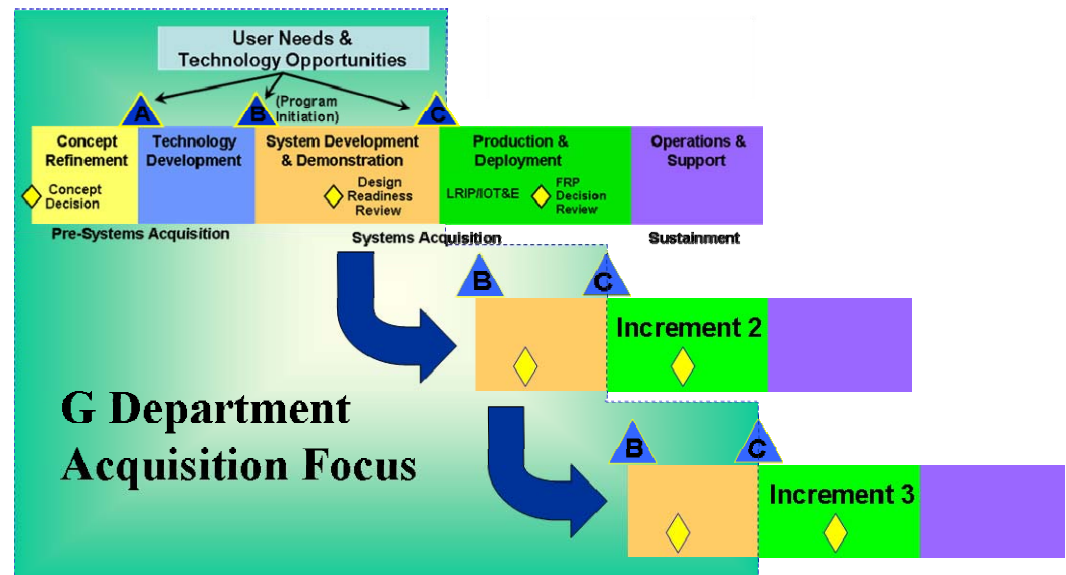 User Needs &
Technology Opportunities
A
B
(Program
Initiation)
C
Concept
Refinement
Technology
Development
System Development
& Demonstration
Production &
Deployment
Operations &
Support
Concept
Decision
Design
Readiness
Review
LRIP/IOT&E
FRP
Decision
Review
Pre-Systems Acquisition
Systems Acquisition
Sustainment
B
C
Increment 2
G Department
Acquisition Focus
B
C
Increment 3